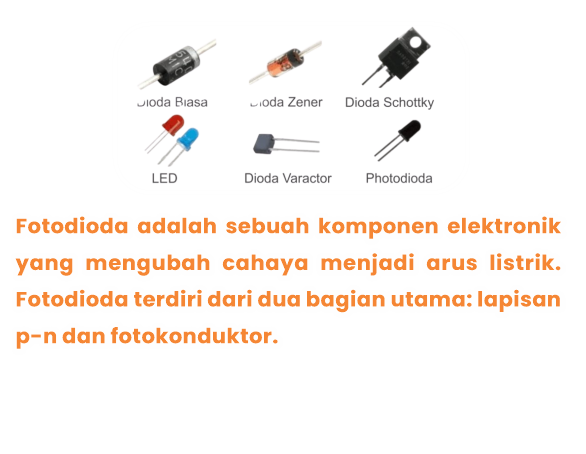 Dioda Biasa Dioda Zener Dioda Schottky
LED Dioda Varactor Photodioda
Fotodioda adalah sebuah komponen elektronik
yang mengubah cahaya menjadi arus listrik.
Fotodioda terdiri dari dua bagian utama: lapisan
p-n dan fotokonduktor.